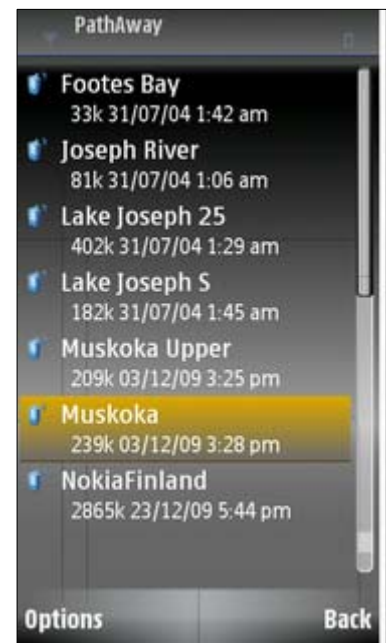 PathAway
Footes Bay
33k 31/07/04 1:42 am
Joseph River
81k 31/07/04 1:06 am
Lake Joseph 25
402k 31/07/04 1:29 am
Lake Joseph S
182k 31/07/04 1:45 am
Muskoka Upper
209k 03/12/09 3:25 pm
Muskoka
239k 03/12/09 3:28 pm
NokiaFinland
2865k 23/12/09 5:44 pm
Options Back